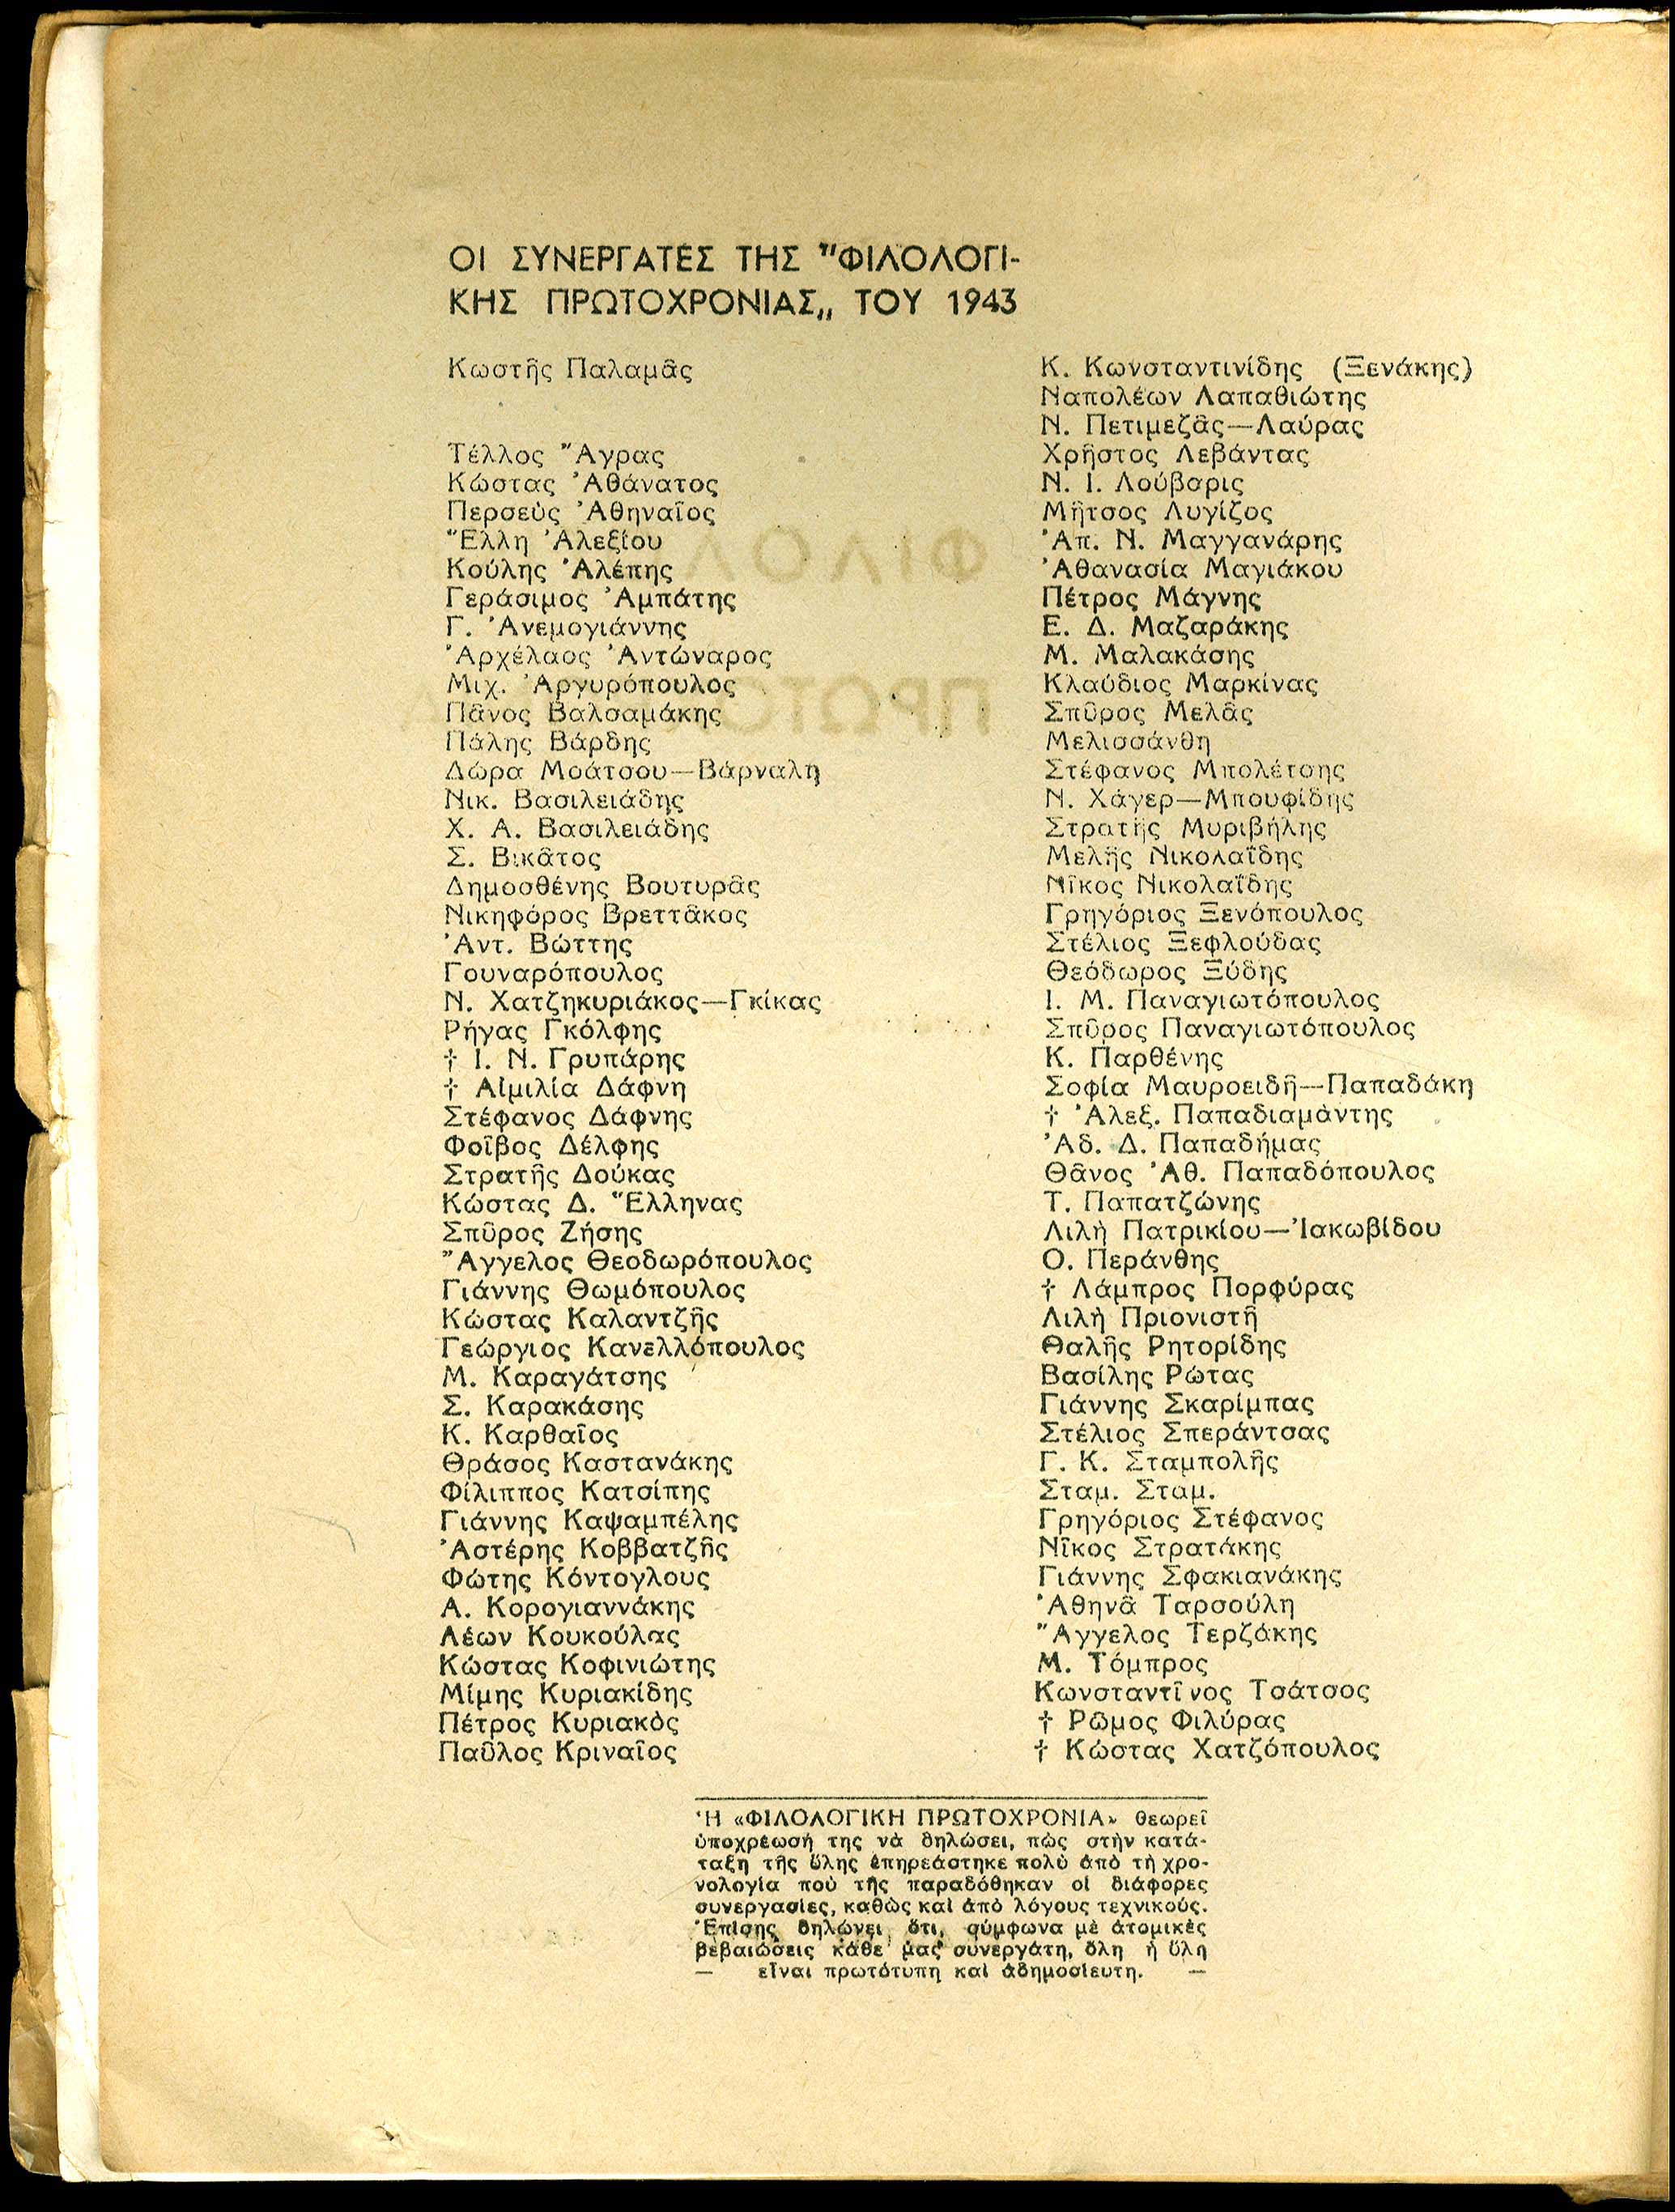 ΟΙ ΣΥΝΕΡΓΑΤΕΣ ΤΗΣ "ΦΙΛΟΛΟΓΙ-
ΚΗΣ ΠΡΩΤΟΧΡΟΝΙΑΣ„ ΤΟΥ 1943
Κωστῆς Παλαμᾶς
Τέλλος Ἄγρας
Κώστας Ἀθάνατος
Περσεὺς Ἀθηναῖος
Ἕλλη Ἀλεξίου
Κούλης Ἀλέπης
Γεράσιμος Ἀμπάτης
Γ. Ἀνεμογιάννης
Ἀρχέλαος Ἀντώναρος
Μιχ. Ἀργυρόπουλος
Πᾶνος Βαλσαμάκης
Πάλης Βάρδης
Δώρα Μοάτσου—Βάρναλη
Νικ. Βασιλειάδης
Χ. Α. Βασιλειάδης
Σ. Βικᾶτος
Δημοσθένης Βουτυρᾶς
Νικηφόρος Βρεττᾶκος
Ἀντ. Βώττης
Γουναρόπουλος
Ν. Χατζηκυριάκος—Γκίκας
Ρήγας Γκόλφης
† Ι. Ν. Γρυπάρης
† Αἰμιλία Δάφνη
Στέφανος Δάφνης
Φοῖβος Δέλφης
Στρατῆς Δούκας
Κώστας Δ. Ἕλληνας
Σπῦρος Ζήσης
Ἄγγελος Θεοδωρόπουλος
Γιάννης Θωμόπουλος
Κώστας Καλαντζῆς
Γεώργιος Κανελλόπουλος
Μ. Καραγάτσης
Σ. Καρακάσης
Κ. Καρθαῖος
Θράσος Καστανάκης
Φίλιππος Κατσίπης
Γιάννης Καψαμπέλης
Ἀστέρης Κοββατζῆς
Φώτης Κόντογλους
Α. Κορογιαννάκης
Λέων Κουκούλας
Κώστας Κοφινιώτης
Μίμης Κυριακίδης
Πέτρος Κυριακὸς
Παῦλος Κριναῖος
Κ. Κωνσταντινίδης (Ξενάκης)
Ναπολέων Λαπαθιώτης
Ν. Πετιμεζᾶς—Λαύρας
Χρῆστος Λεβάντας
Ν. Ι. Λούβαρις
Μῆτσος Λυγίζος
Ἀπ. Ν. Μαγγανάρης
Ἀθανασία Μαγιάκου
Πέτρος Μάγνης
Ε. Δ. Μαζαράκης
Μ. Μαλακάσης
Κλαύδιος Μαρκίνας
Σπῦρος Μελᾶς
Μελισσάνθη
Στέφανος Μπολέτσης
Ν. Χάγερ—Μπουφίδης
Στρατῆς Μυριβήλης
Μελῆς Νικολαΐδης
Νῖκος Νικολαΐδης
Γρηγόριος Ξενόπουλος
Στέλιος Ξεφλούδας
Θεόδωρος Ξύδης
Ι. Μ. Παναγιωτόπουλος
Σπῦρος Παναγιωτόπουλος
Κ. Παρθένης
Σοφία Μαυροειδῆ—Παπαδάκη
† Ἀλεξ. Παπαδιαμάντης
Ἀδ. Δ. Παπαδήμας
Θᾶνος Ἀθ. Παπαδόπουλος
Τ. Παπατζώνης
Λιλὴ Πατρικίου—Ἰακωβίδου
Ο. Περάνθης
† Λάμπρος Πορφύρας
Λιλὴ Πριονιστῆ
Θαλῆς Ρητορίδης
Βασίλης Ρώτας
Γιάννης Σκαρίμπας
Στέλιος Σπεράντσας
Γ. Κ. Σταμπολῆς
Σταμ. Σταμ.
Γρηγόριος Στέφανος
Νῖκος Στρατάκης
Γιάννης Σφακιανάκης
Ἀθηνᾶ Ταρσούλη
Ἄγγελος Τερζάκης
Μ. Τόμπρος
Κωνσταντῖνος Τσάτσος
† Ρῶμος Φιλύρας
† Κώστας Χατζόπουλος
Ἡ «ΦΙΛΟΛΟΓΙΚΗ ΠΡΩΤΟΧΡΟΝΙΑ» θεωρεῖ
ὑποχρέωσή της νὰ δηλώσει, πὼς στὴν κατά-
ταξη τῆς ὕλης ἐπηρεάστηκε πολὺ ἀπὸ τὴ χρο-
νολογία ποὺ τῆς παραδόθηκαν οἱ διάφορες
συνεργασίες, καθὼς καὶ ἀπὸ λόγους τεχνικούς.
Ἐπίσης δηλώνει ὅτι, σύμφωνα μὲ ἀτομικὲς
βεβαιώσεις κάθε μας συνεργάτη, ὅλη ἡ ὕλη
— εἶναι πρωτότυπη καὶ ἀδημοσίευτη. —